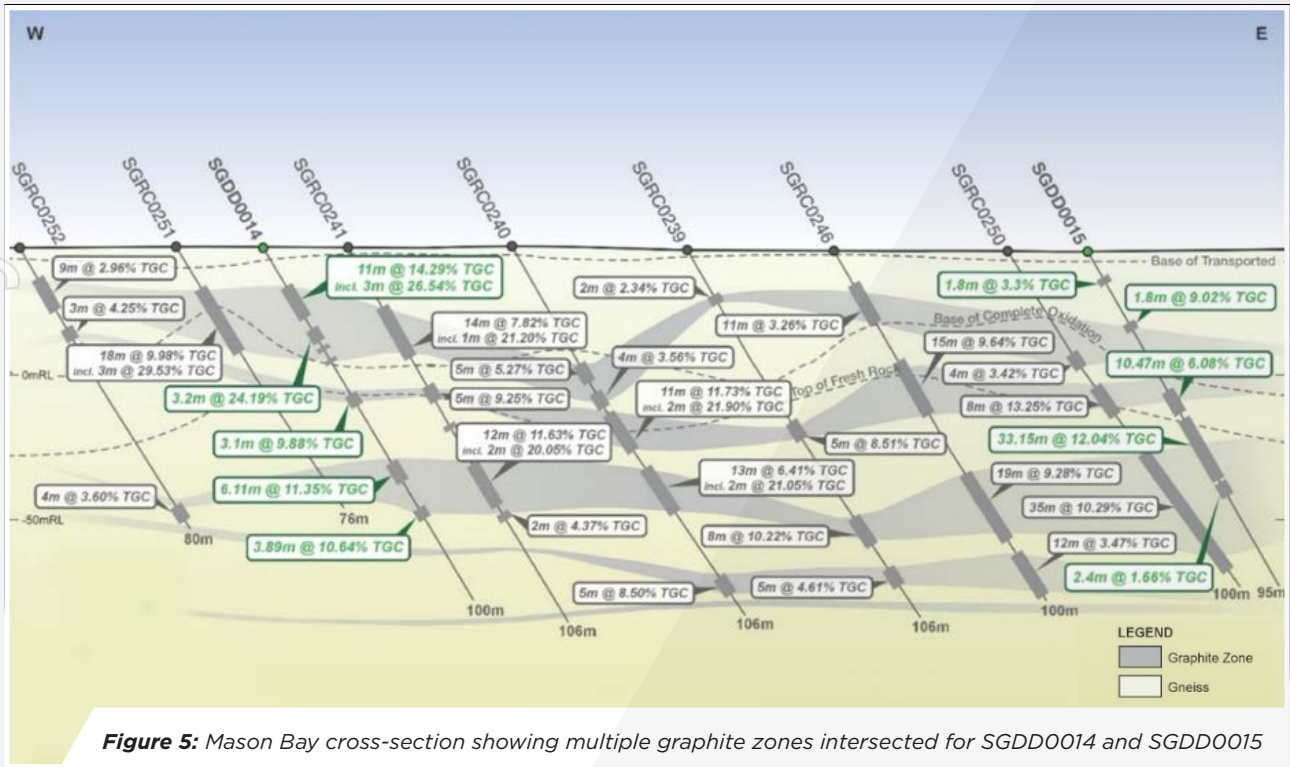 W
E
SGRC0252
SGRC0251
SGDD0014
SGRC0241
SGRC0240
SGRC0239
SGRC0246
SGRC0250
SGDD0015
Base of Transported
9m @ 2.96% TGC
11m @ 14.29% TGC
incl. 3m @ 26.54% TGC
2m @ 2.34% TGC
1.8m @ 3.3% TGC
1.8m @ 9.02% TGC
3m @ 4.25% TGC
14m @ 7.82% TGC
incl. 1m @ 21.20% TGC
11m @ 3.26% TGC
Base of Complete Oxidation
18m @ 9.98% TGC
incl. 3m @ 29.53% TGC
4m @ 3.56% TGC
15m @ 9.64% TGC
0mRL
5m @ 5.27% TGC
4m @ 3.42% TGC
10.47m @ 6.08% TGC
Top of Fresh Rock
3.2m @ 24.19% TGC
5m @ 9.25% TGC
11m @ 11.73% TGC
incl. 2m @ 21.90% TGC
8m @ 13.25% TGC
3.1m @ 9.88% TGC
12m @ 11.63% TGC
incl. 2m @ 20.05% TGC
5m @ 8.51% TGC
33.15m @ 12.04% TGC
6.11m @ 11.35% TGC
13m @ 6.41% TGC
incl. 2m @ 21.05% TGC
19m @ 9.28% TGC
4m @ 3.60% TGC
35m @ 10.29% TGC
-50mRL
76m
2m @ 4.37% TGC
8m @ 10.22% TGC
80m
3.89m @ 10.64% TGC
12m @ 3.47% TGC
5m @ 8.50% TGC
5m @ 4.61% TGC
2.4m @ 1.66% TGC
100m
106m
106m
106m
100m
100m
95m
LEGEND
Graphite Zone
Gneiss
Figure 5: Mason Bay cross-section showing multiple graphite zones intersected for SGDD0014 and SGDD0015